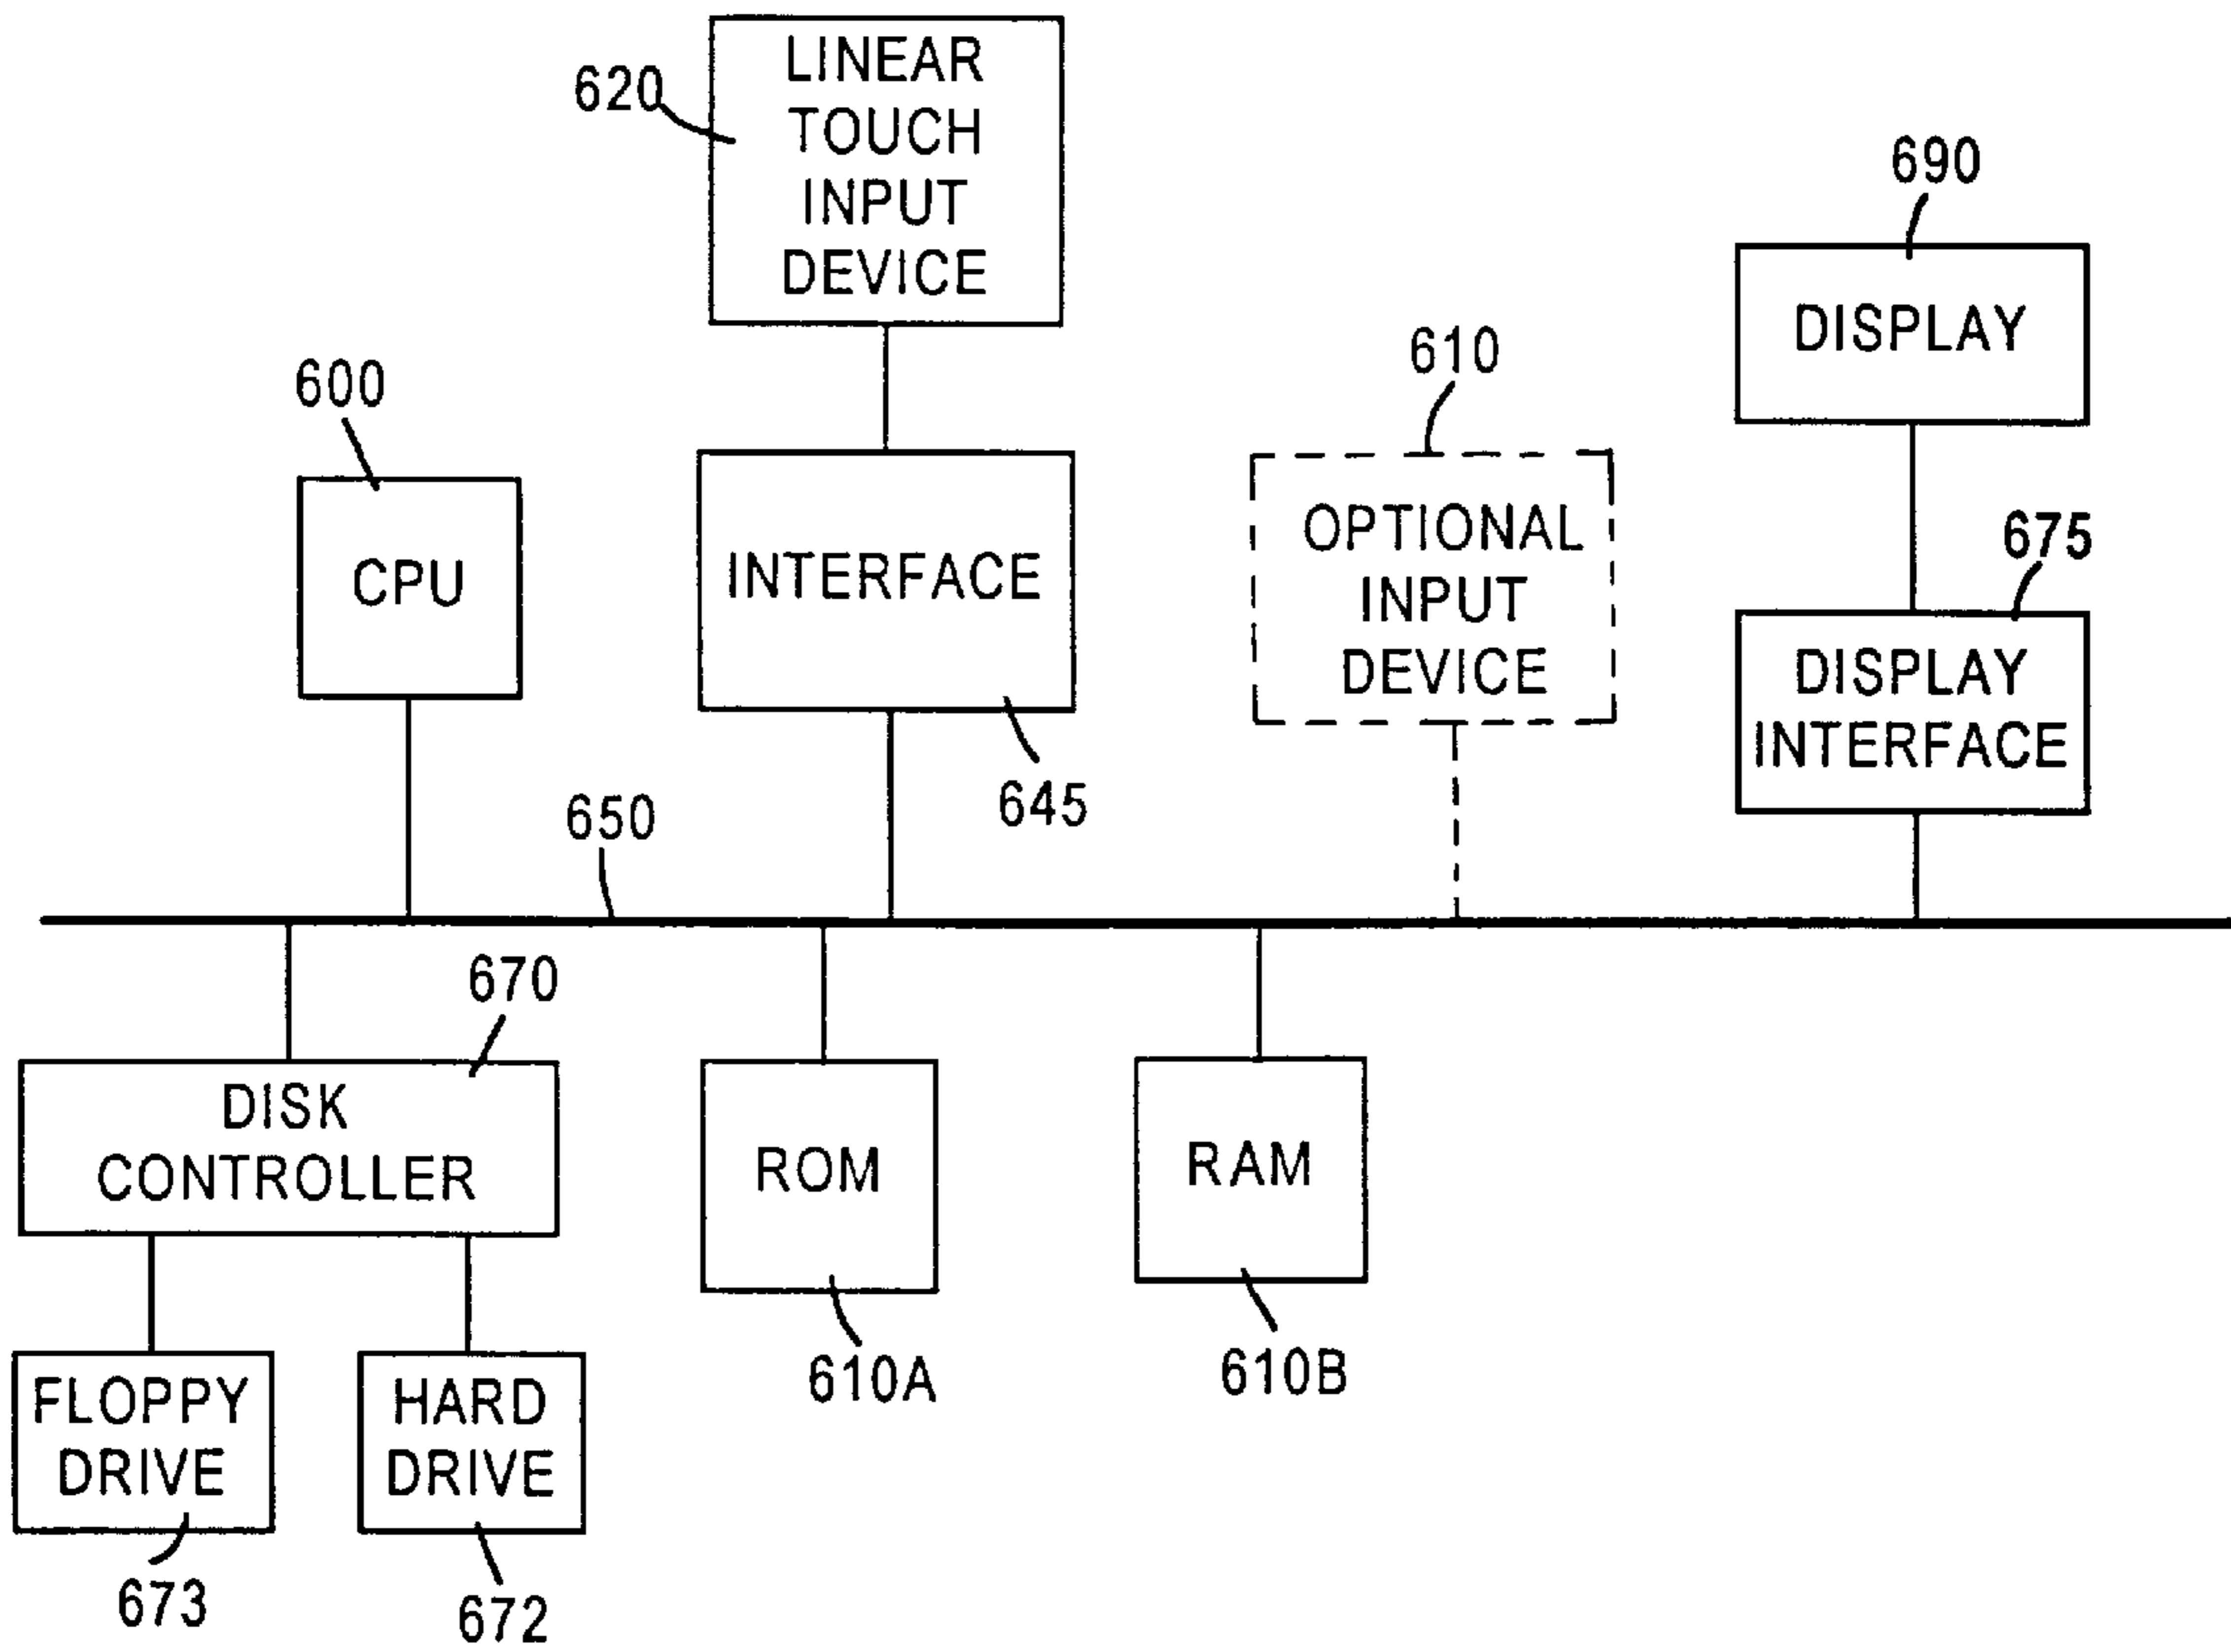 620
LINEAR
TOUCH
INPUT
DEVICE
690
DISPLAY
600
CPU
INTERFACE
645
610
OPTIONAL
INPUT
DEVICE
675
DISPLAY
INTERFACE
650
670
DISK
CONTROLLER
ROM
610A
RAM
610B
FLOPPY
DRIVE
673
HARD
DRIVE
672